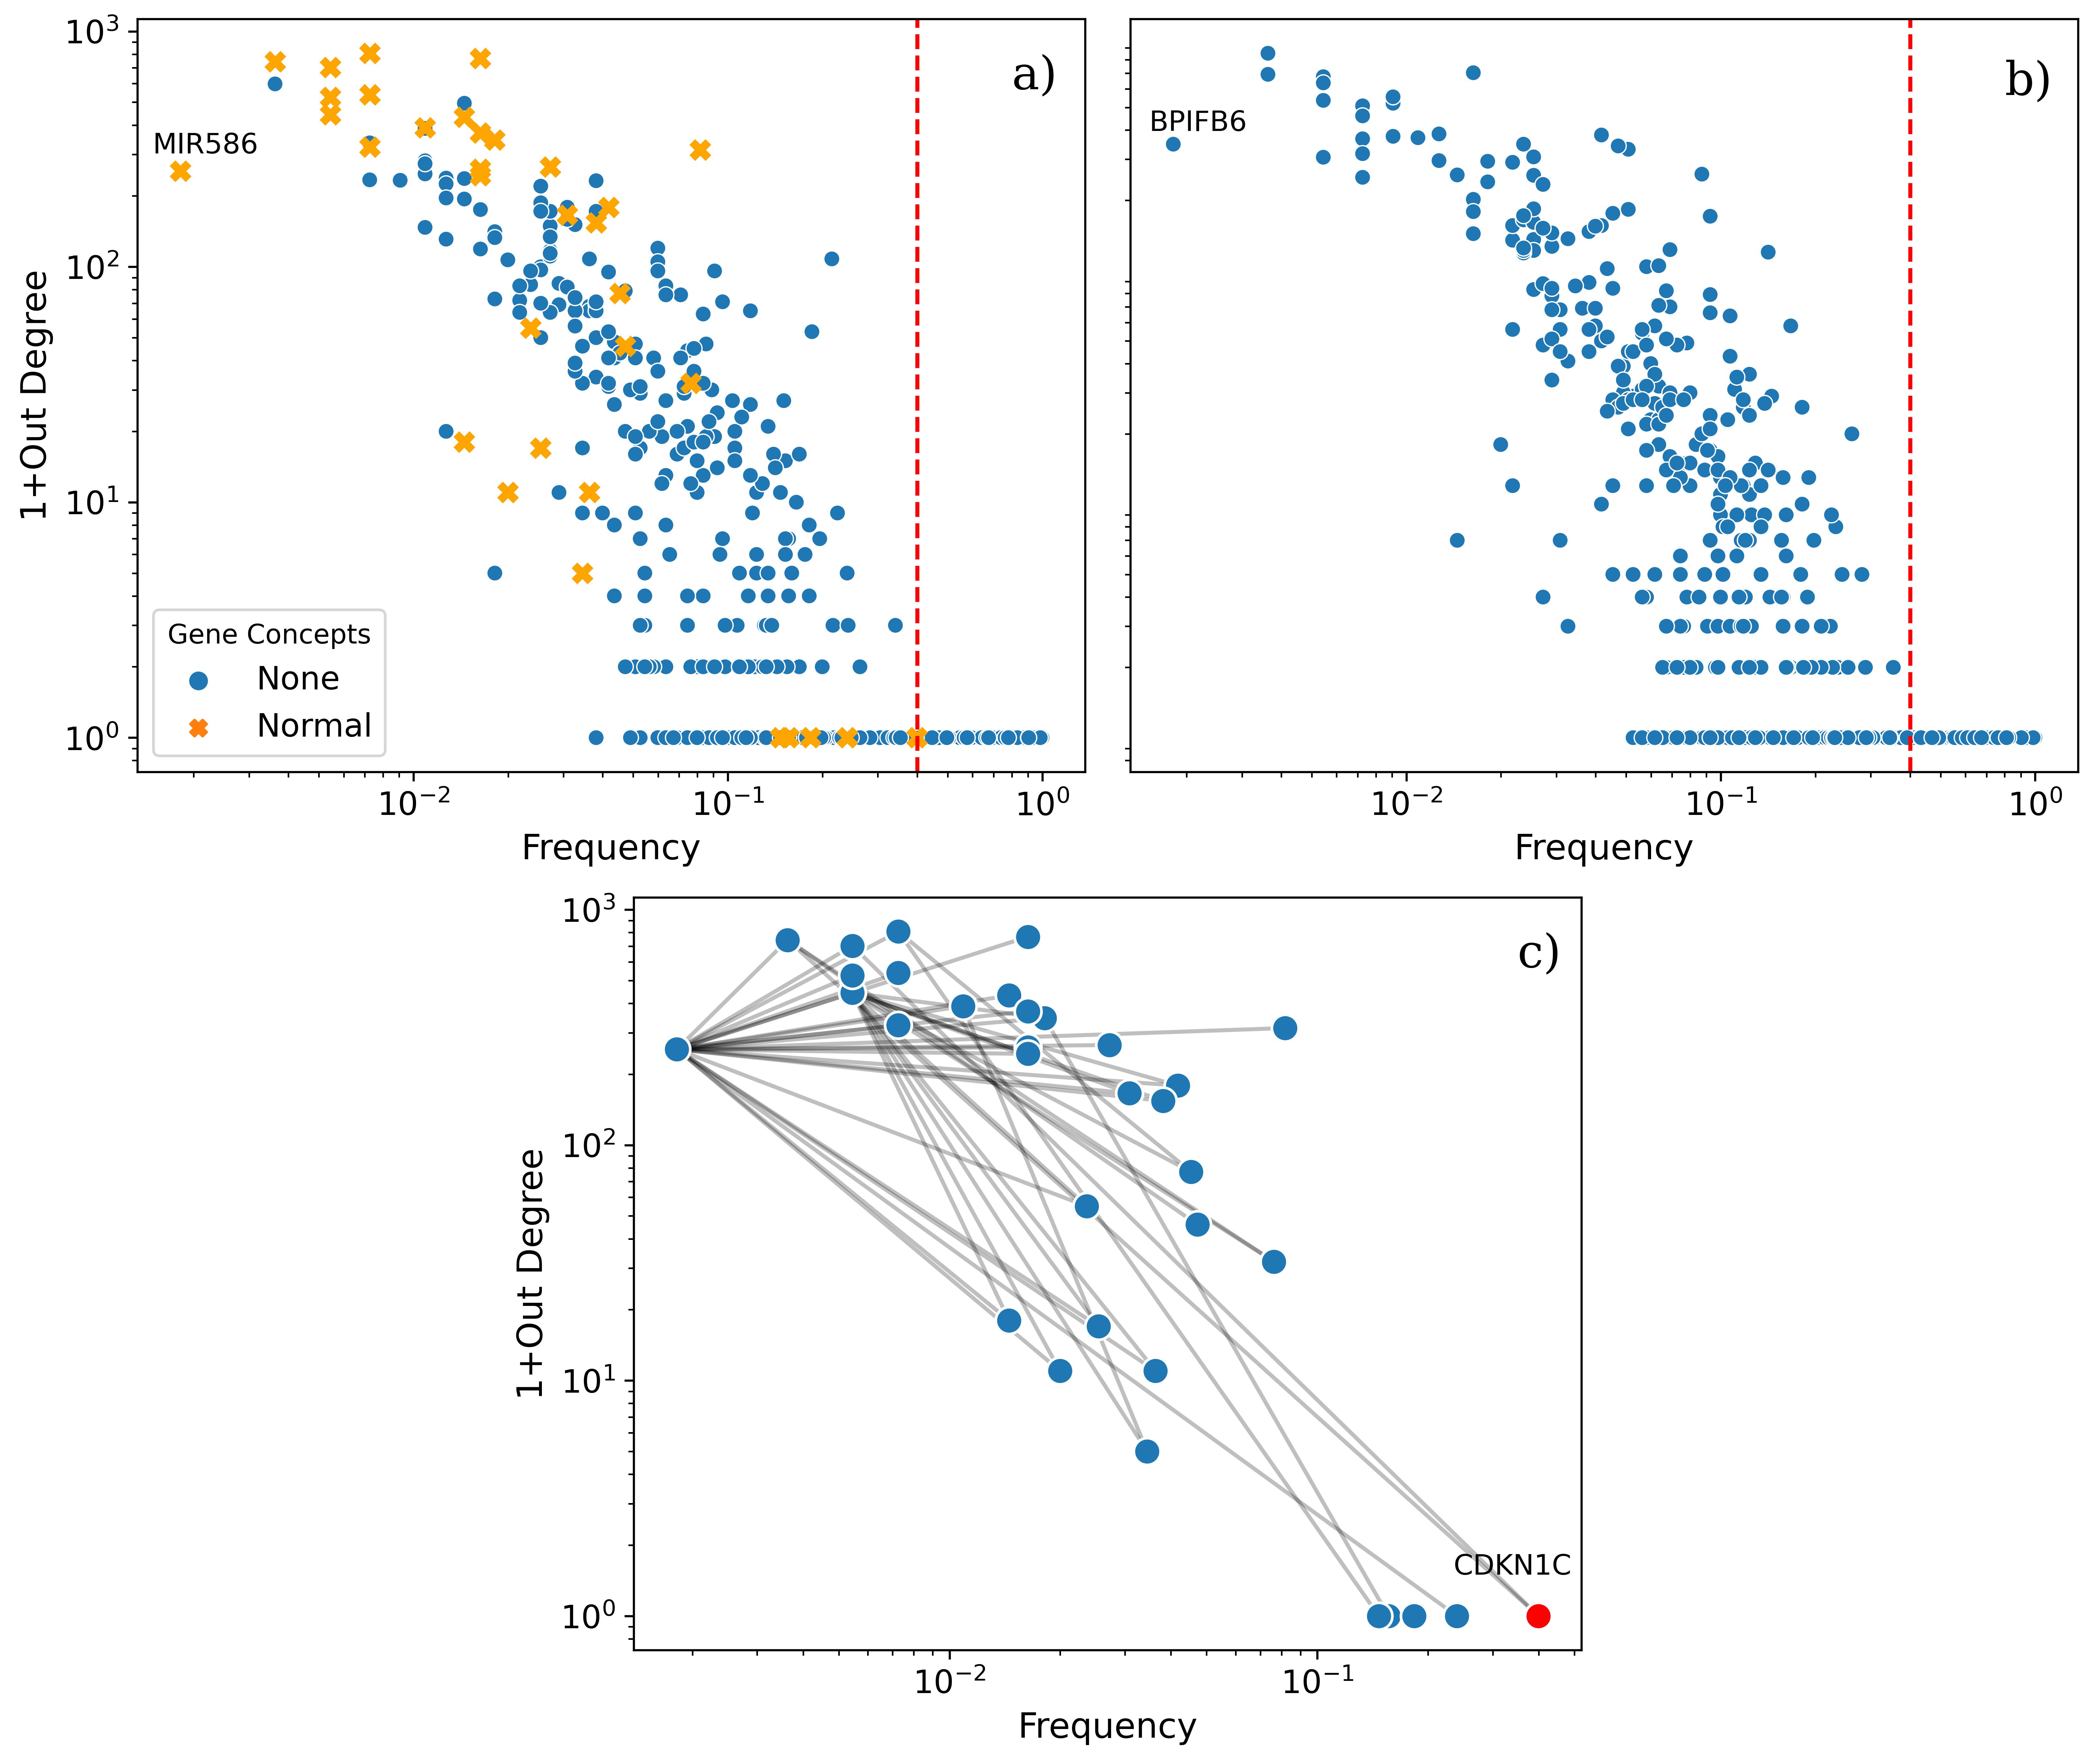 a)
10³
10²
10¹
10⁰
1+Out Degree
MIR586
Gene Concepts
None
Normal
10⁻² 10⁻¹ 10⁰
Frequency
b)
BPIFB6
10⁻² 10⁻¹ 10⁰
Frequency
c)
10³
10²
10¹
10⁰
1+Out Degree
CDKN1C
10⁻² 10⁻¹
Frequency